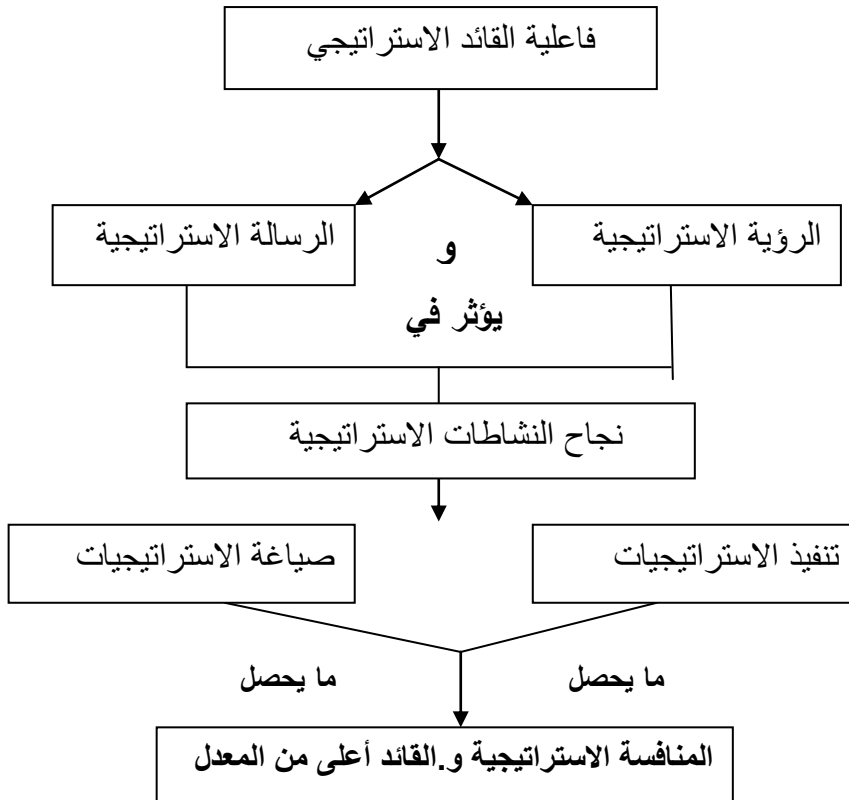 فاعلية القائد الاستراتيجي
الرؤية الاستراتيجية
الرسالة الاستراتيجية
و
يؤثر في
نجاح النشاطات الاستراتيجية
تنفيذ الاستراتيجيات
صياغة الاستراتيجيات
ما يحصل
ما يحصل
المنافسة الاستراتيجية و.القائد أعلى من المعدل